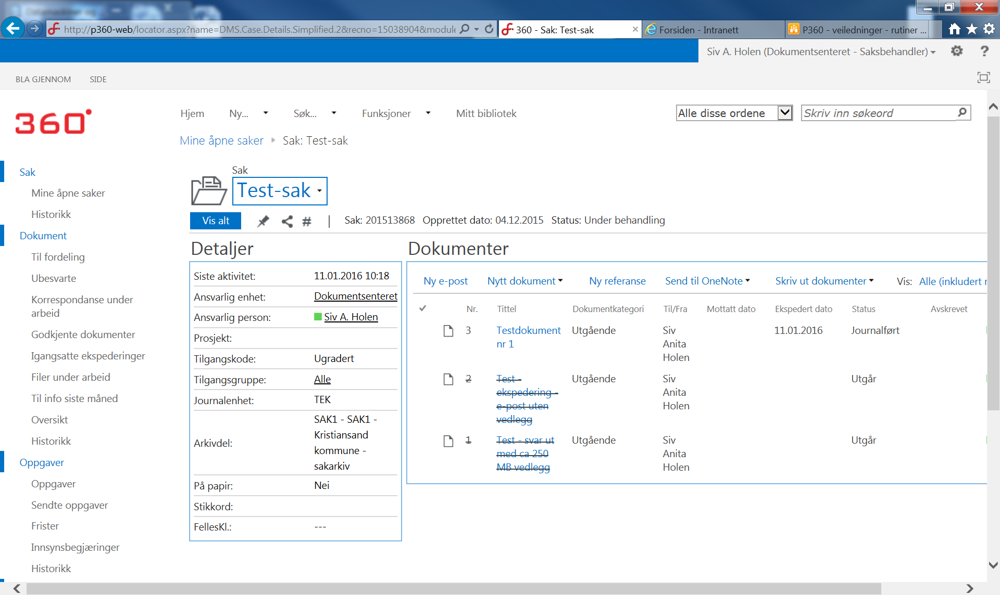 http://p360-web/locator.aspx?name=DMS.Case.Details.Simplified.2&recno=15038904&module
360 - Sak: Test-sak
Forsiden - Intranett
P360 - veiledninger - rutiner ...
Siv A. Holen (Dokumentsenteret - Saksbehandler)
?
BLA GJENNOM SIDE
360°
Hjem Ny... Søk... Funksjoner Mitt bibliotek
Alle disse ordene
Skriv inn søkeord
Mine åpne saker Sak: Test-sak
Sak
Mine åpne saker
Historikk
Dokument
Til fordeling
Ubesvarte
Korrespondanse under
arbeid
Godkjente dokumenter
Igangsatte ekspederinger
Filer under arbeid
Til info siste måned
Oversikt
Historikk
Oppgaver
Oppgaver
Sendte oppgaver
Frister
Innsynsbegjæringer
Historikk
Sak
Test-sak
Vis alt # | Sak: 201513868 Opprettet dato: 04.12.2015 Status: Under behandling
Detaljer
Siste aktivitet: 11.01.2016 10:18
Ansvarlig enhet: Dokumentsenteret
Ansvarlig person: Siv A. Holen
Prosjekt:
Tilgangskode: Ugradert
Tilgangsgruppe: Alle
Journalenhet: TEK
Arkivdel: SAK1 - SAK1 -
Kristiansand
kommune -
sakarkiv
På papir: Nei
Stikkord:
FellesKl.: ---
Dokumenter
Ny e-post Nytt dokument Ny referanse Send til OneNote Skriv ut dokumenter Vis: Alle (inkludert
Nr. Tittel Dokumentkategori Til/Fra Mottatt dato Ekspedert dato Status Avskrevet
3 Testdokument Utgående Siv 11.01.2016 Journalført
nr 1 Anita
Holen
2 Test - Utgående Siv Utgår
ekspedering - Anita
e-post uten Holen
vedlegg
1 Test - svar ut Utgående Siv Utgår
med ca 250 Anita
MB vedlegg Holen